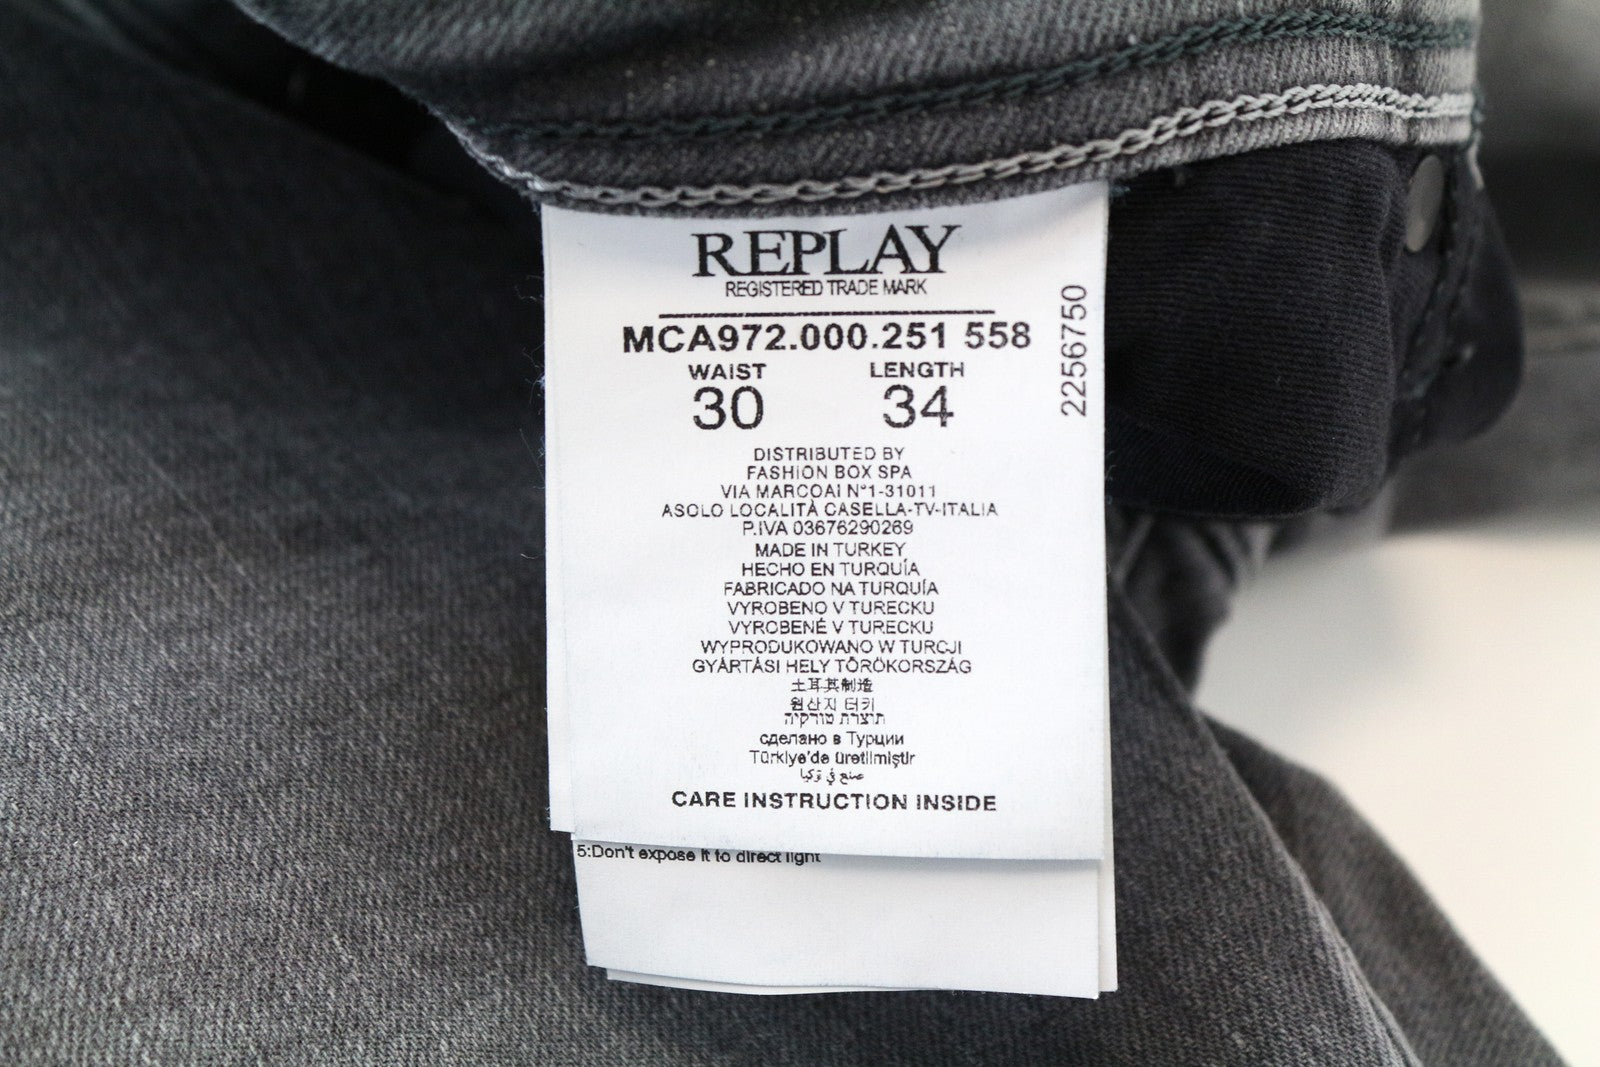 REPLAY
REGISTERED TRADE MARK
MCA972.000.251 558
WAIST LENGTH
30 34
2256750
DISTRIBUTED BY
FASHION BOX SPA
VIA MARCOAI N°1-31011
ASOLO LOCALITÀ CASELLA-TV-ITALIA
P.IVA 03676290269
MADE IN TURKEY
HECHO EN TURQUÍA
FABRICADO NA TURQUÍA
VYROBENO V TURECKU
VYROBENÉ V TURECKU
WYPRODUKOWANO W TURCJI
GYÁRTÁSI HELY TÖRÖKORSZÁG
土耳其制造
원산지 터키
תוצרת טורקיה
сделано в Турции
Türkiye'de üretilmiştir
صنع في تركيا
CARE INSTRUCTION INSIDE
5:Don't expose it to direct light